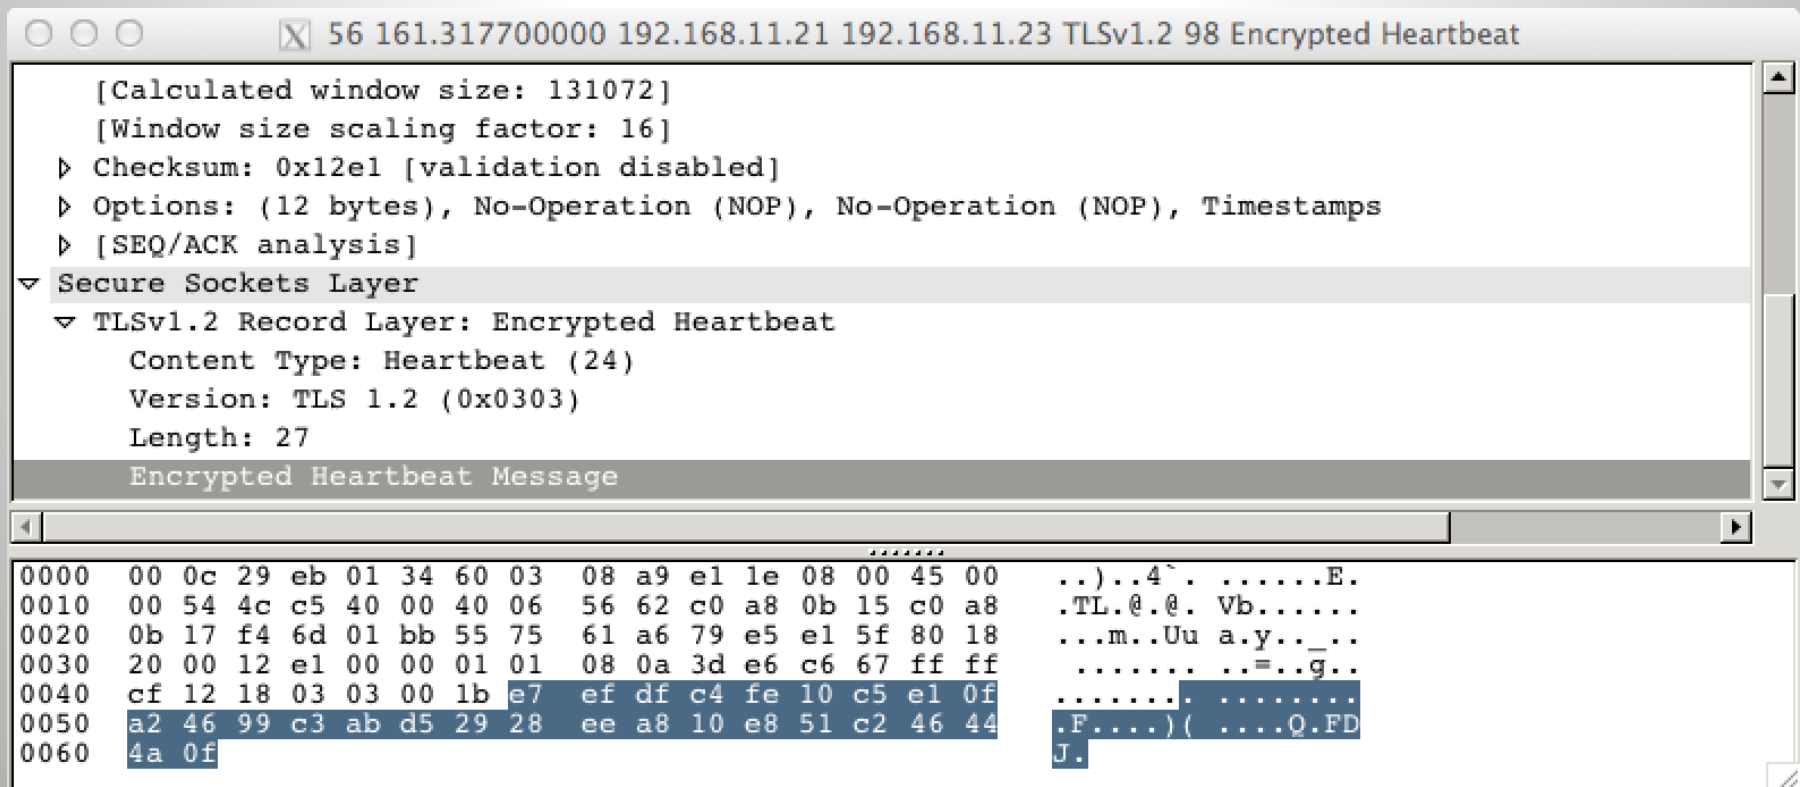 56 161.317700000 192.168.11.21 192.168.11.23 TLSv1.2 98 Encrypted Heartbeat
[Calculated window size: 131072]
[Window size scaling factor: 16]
Checksum: 0x12e1 [validation disabled]
Options: (12 bytes), No-Operation (NOP), No-Operation (NOP), Timestamps
[SEQ/ACK analysis]
Secure Sockets Layer
TLSv1.2 Record Layer: Encrypted Heartbeat
Content Type: Heartbeat (24)
Version: TLS 1.2 (0x0303)
Length: 27
Encrypted Heartbeat Message
0000 00 0c 29 eb 01 34 60 03 08 a9 e1 1e 08 00 45 00 ..)..4`. ......E.
0010 00 54 4c c5 40 00 40 06 56 62 c0 a8 0b 15 c0 a8 .TL.@.@. Vb......
0020 0b 17 f4 6d 01 bb 55 75 61 a6 79 e5 e1 5f 80 18 ...m..Uu a.y.._..
0030 20 00 12 e1 00 00 01 01 08 0a 3d e6 c6 67 ff ff ....... ..=..g..
0040 cf 12 18 03 03 00 1b e7 ef df c4 fe 10 c5 e1 0f ........ ........
0050 a2 46 99 c3 ab d5 29 28 ee a8 10 e8 51 c2 46 44 .F....)( ....Q.FD
0060 4a 0f J.